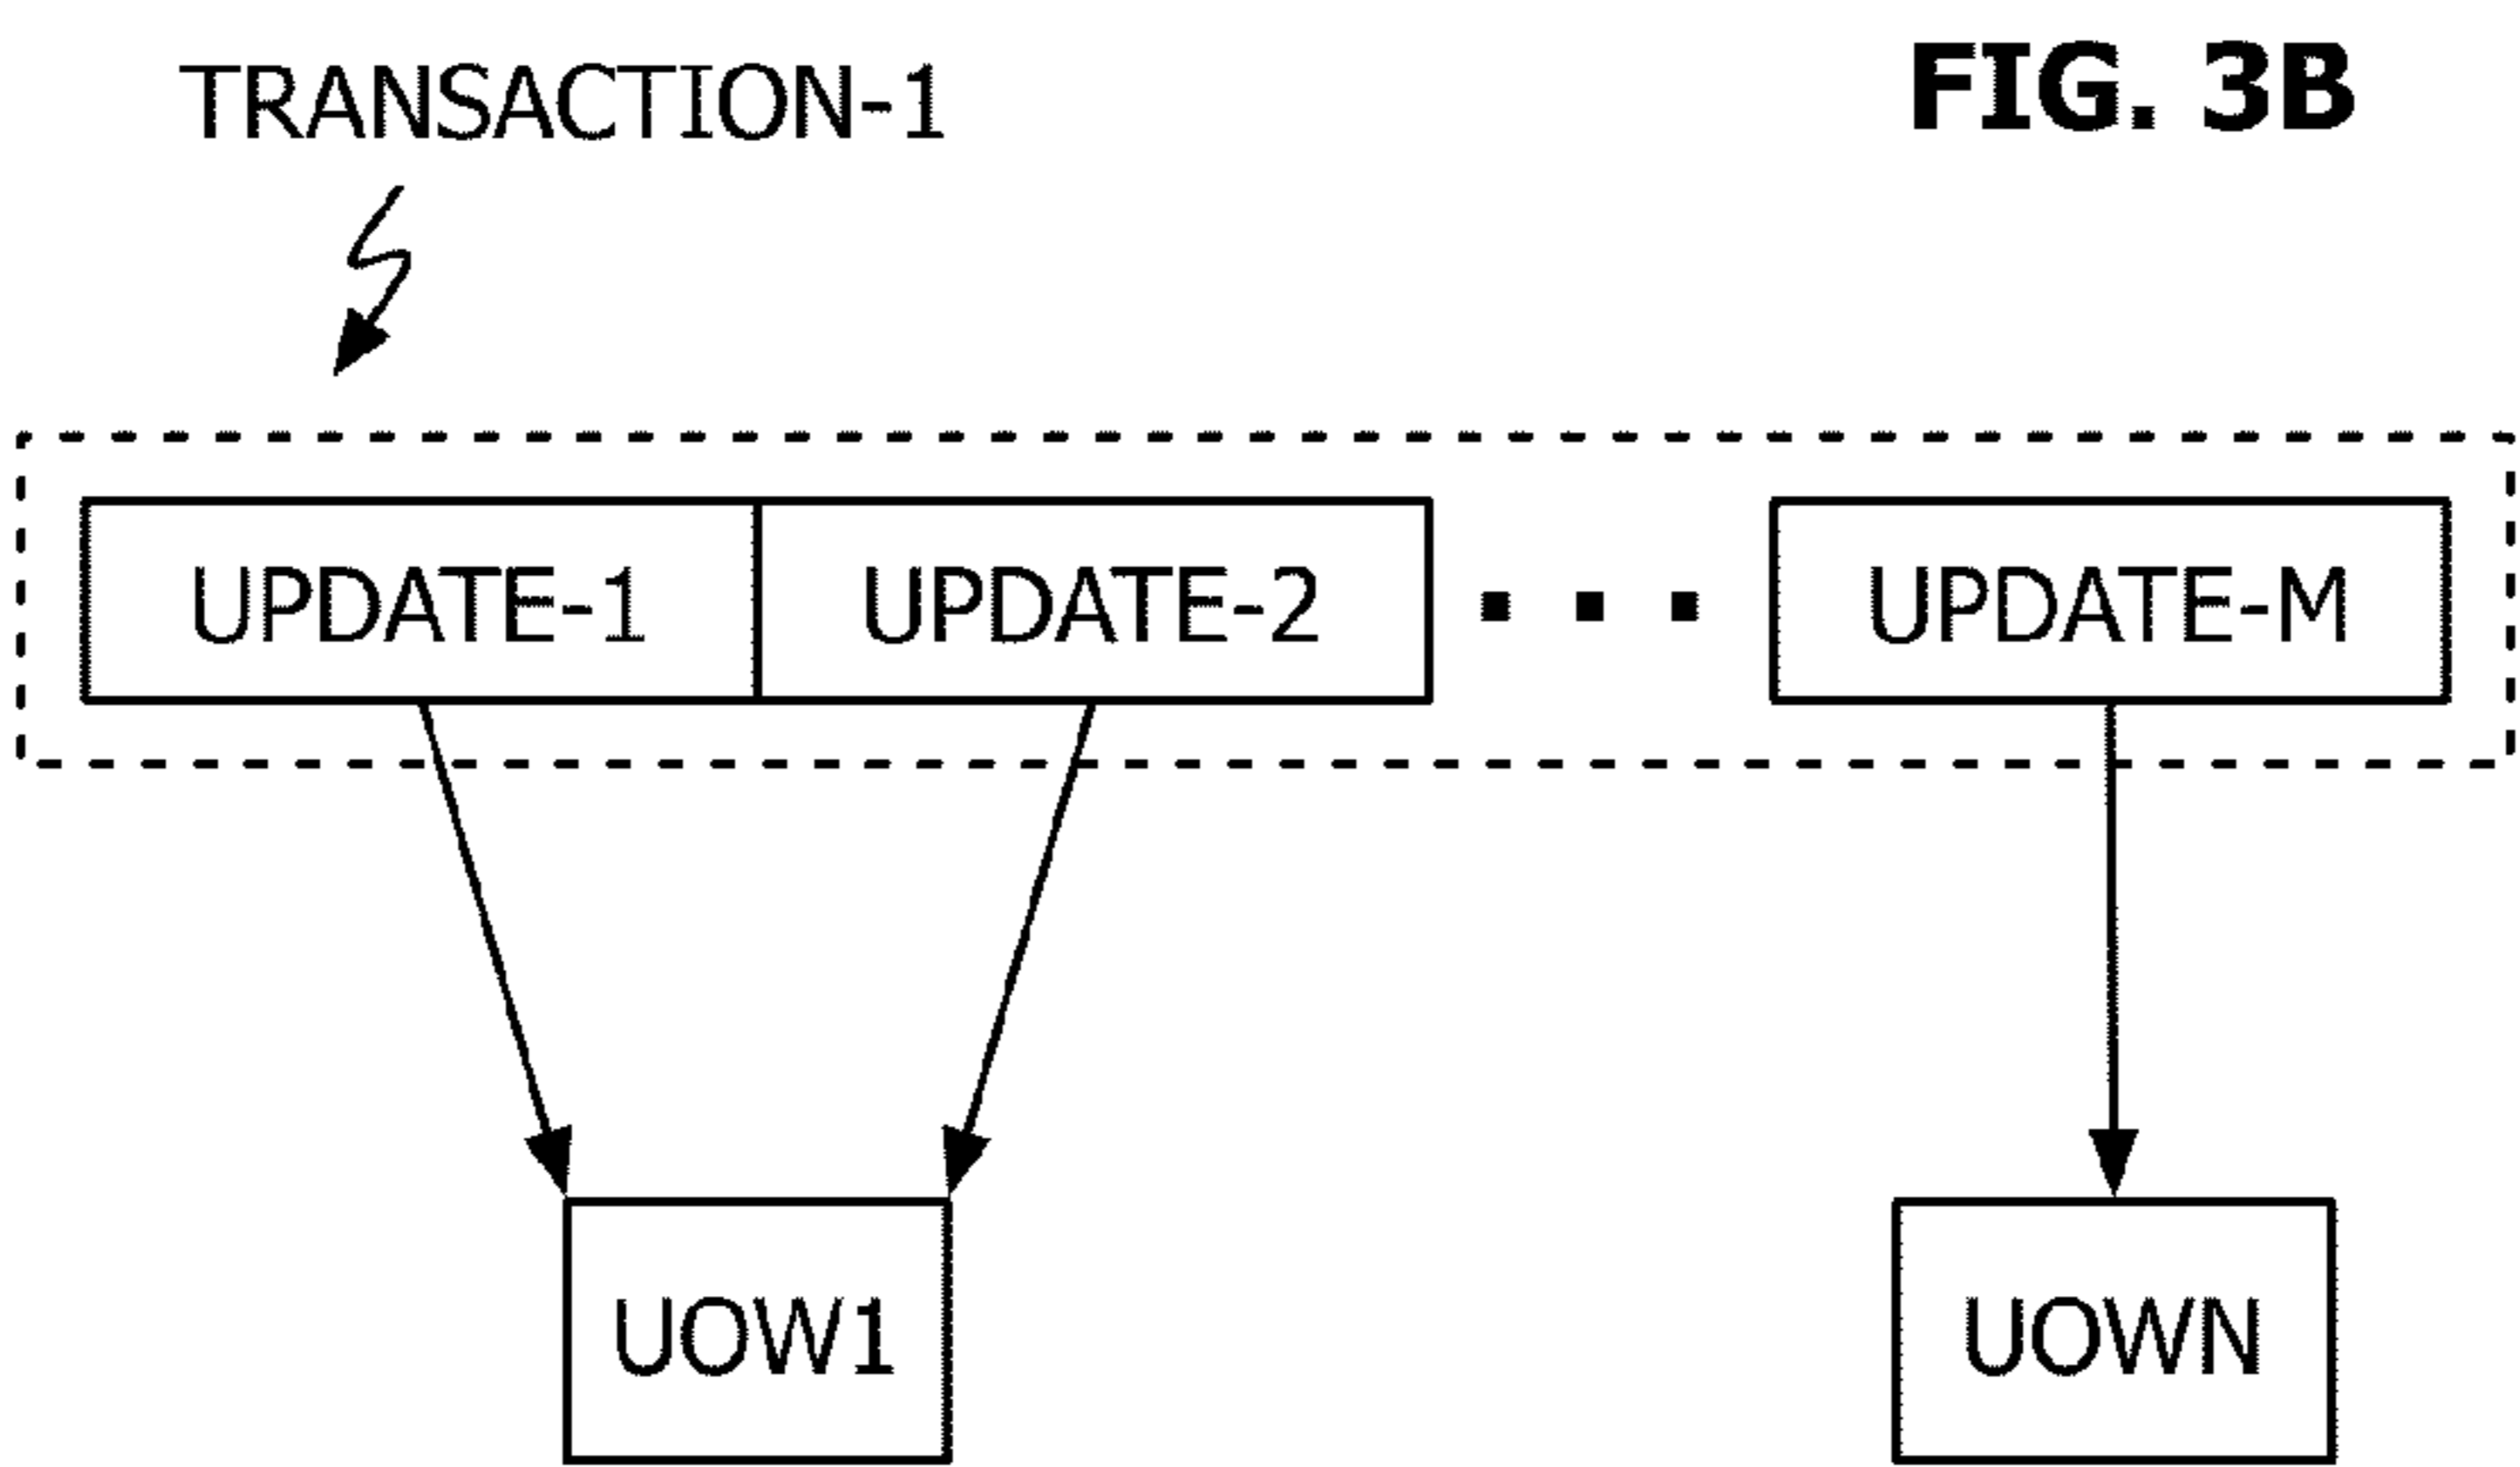 TRANSACTION-1
FIG. 3B
UPDATE-1
UPDATE-2
UPDATE-M
UOW1
UOWN